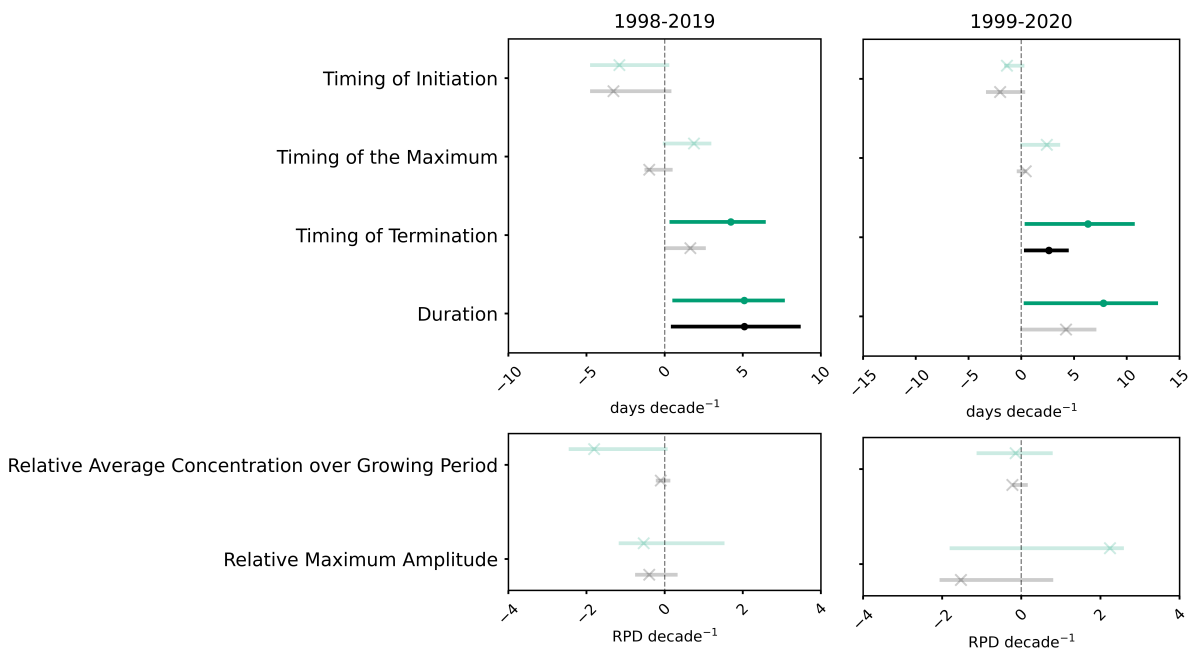 1998-2019
1999-2020
Timing of Initiation
Timing of the Maximum
Timing of Termination
Duration
−10 −5 0 5 10
−15 −10 −5 0 5 10 15
days decade⁻¹
days decade⁻¹
Relative Average Concentration over Growing Period
Relative Maximum Amplitude
−4 −2 0 2 4
−4 −2 0 2 4
RPD decade⁻¹
RPD decade⁻¹